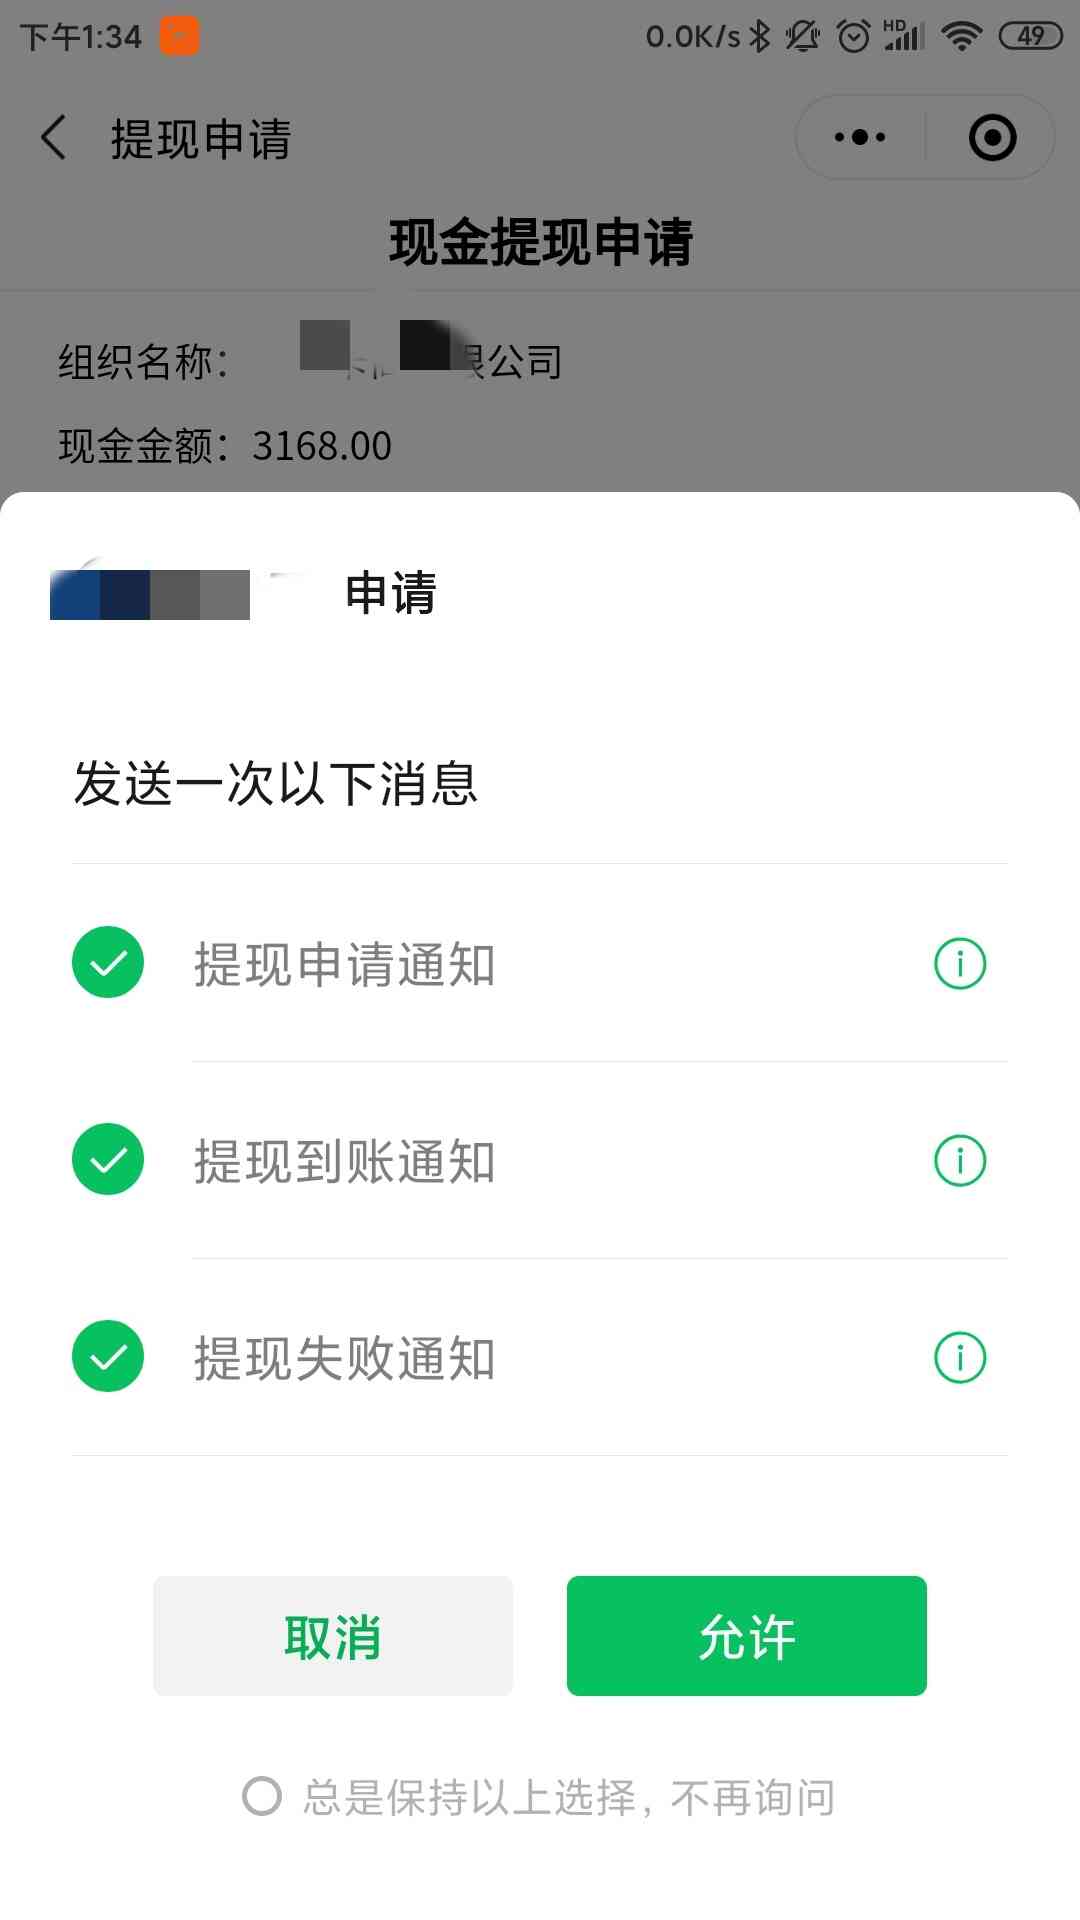 下午1:34
0.0K/s
HD
49
提现申请
现金提现申请
组织名称：
公司
现金金额：3168.00
申请
发送一次以下消息
提现申请通知
提现到账通知
提现失败通知
取消
允许
总是保持以上选择，不再询问